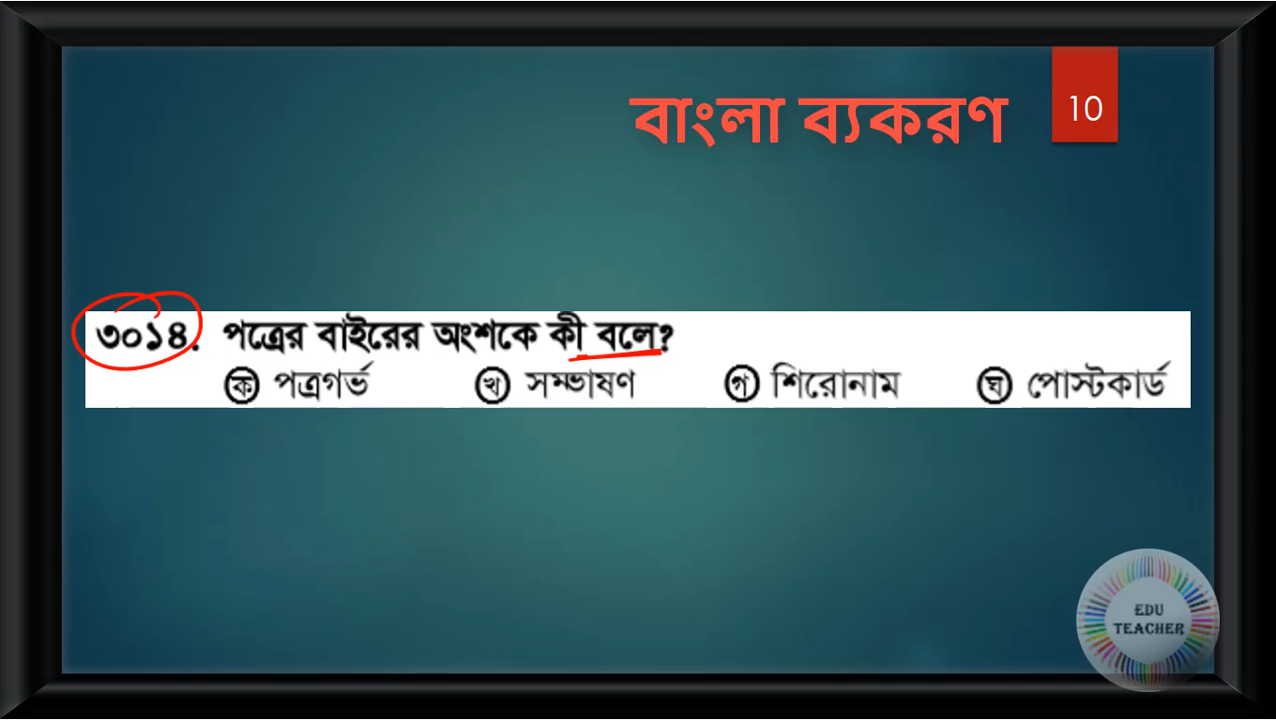 বাংলা ব্যকরণ
10
৩০১৪. পত্রের বাইরের অংশকে কী বলে?
ক পত্রগর্ভ খ সম্ভাষণ গ শিরোনাম ঘ পোস্টকার্ড
EDU
TEACHER